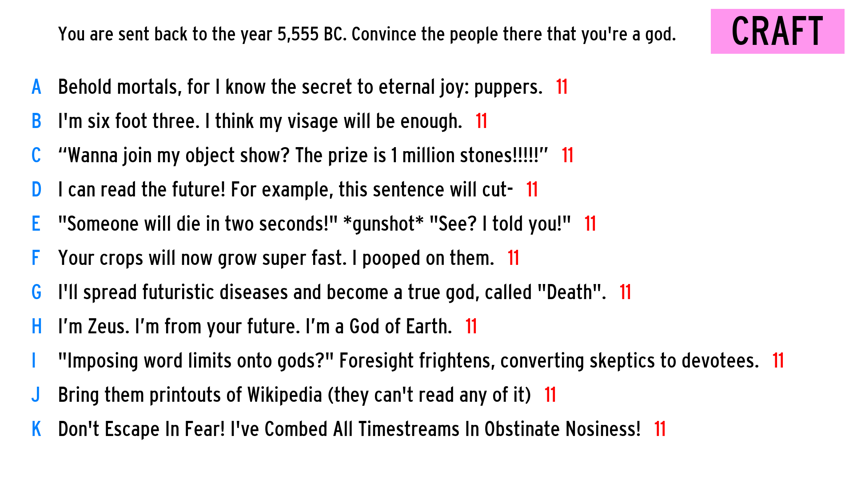 You are sent back to the year 5,555 BC. Convince the people there that you're a god.
CRAFT
A Behold mortals, for I know the secret to eternal joy: puppers. 11
B I'm six foot three. I think my visage will be enough. 11
C “Wanna join my object show? The prize is 1 million stones!!!!!” 11
D I can read the future! For example, this sentence will cut- 11
E "Someone will die in two seconds!" *gunshot* "See? I told you!" 11
F Your crops will now grow super fast. I pooped on them. 11
G I'll spread futuristic diseases and become a true god, called "Death". 11
H I’m Zeus. I’m from your future. I’m a God of Earth. 11
I "Imposing word limits onto gods?" Foresight frightens, converting skeptics to devotees. 11
J Bring them printouts of Wikipedia (they can't read any of it) 11
K Don't Escape In Fear! I've Combed All Timestreams In Obstinate Nosiness! 11